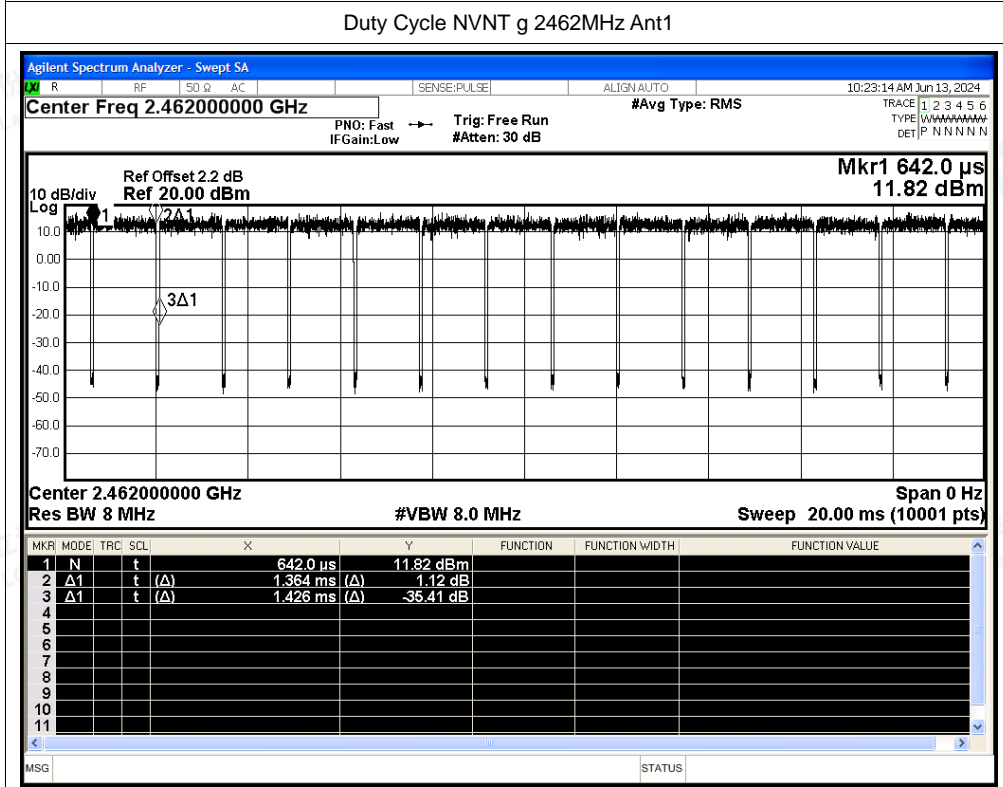 Duty Cycle NVNT g 2462MHz Ant1
Agilent Spectrum Analyzer - Swept SA
LXI R RF 50 Ω AC SENSE:PULSE ALIGN AUTO 10:23:14 AM Jun 13, 2024
Center Freq 2.462000000 GHz #Avg Type: RMS TRACE 1 2 3 4 5 6
PNO: Fast Trig: Free Run TYPE
IFGain:Low #Atten: 30 dB DET P N N N N N
Mkr1 642.0 µs
Ref Offset 2.2 dB
10 dB/div Ref 20.00 dBm 11.82 dBm
Log
1 2Δ1
10.0
0.00
-10.0
3Δ1
-20.0
-30.0
-40.0
-50.0
-60.0
-70.0
Center 2.462000000 GHz Span 0 Hz
Res BW 8 MHz #VBW 8.0 MHz Sweep 20.00 ms (10001 pts)
MKR MODE TRC SCL X Y FUNCTION FUNCTION WIDTH FUNCTION VALUE
1 N t 642.0 µs 11.82 dBm
2 Δ1 t (Δ) 1.364 ms (Δ) 1.12 dB
3 Δ1 t (Δ) 1.426 ms (Δ) -35.41 dB
4
5
6
7
8
9
10
11
MSG STATUS